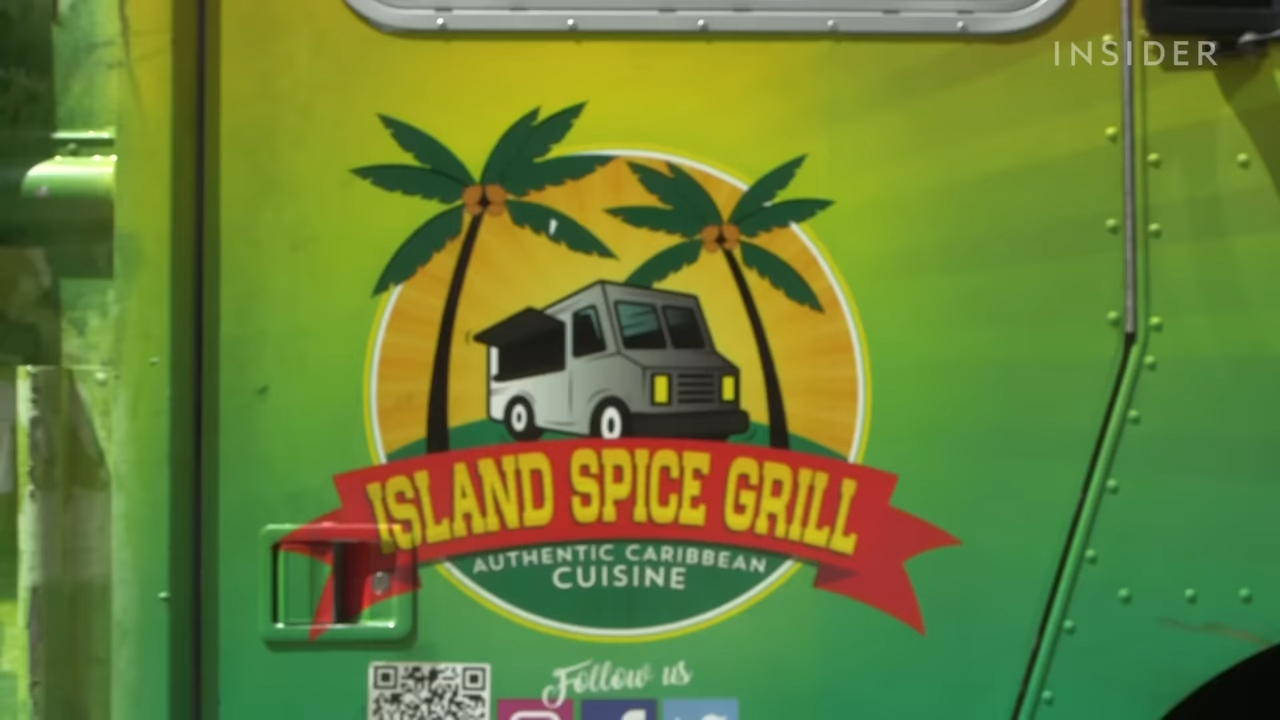 INSIDER
ISLAND SPICE GRILL
AUTHENTIC CARIBBEAN
CUISINE
Follow us